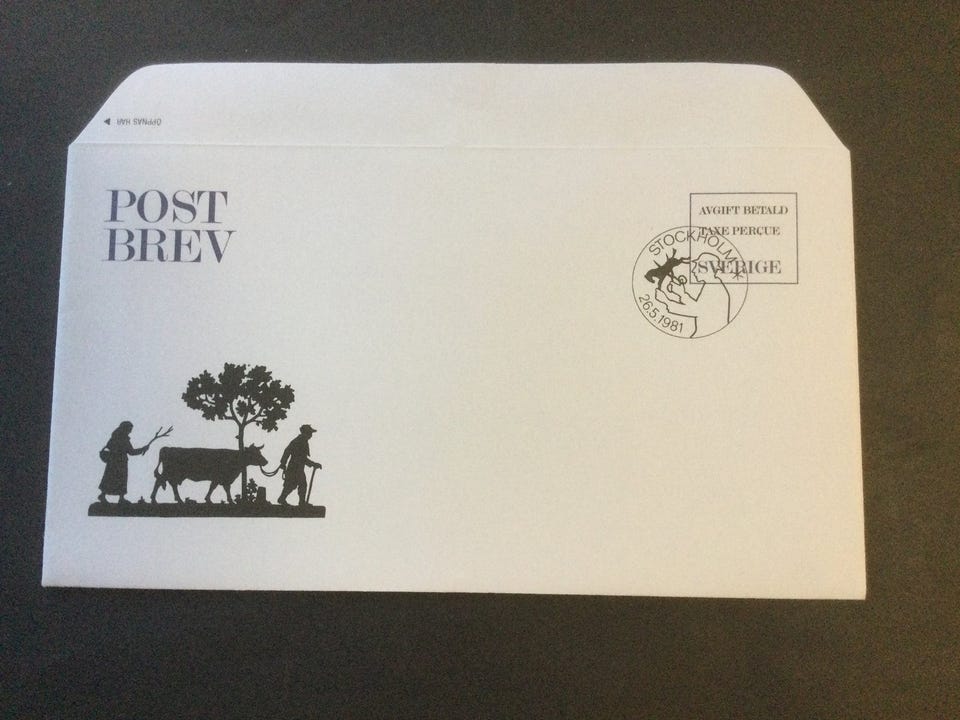 ◄ ÖPPNAS HÄR
POST
BREV
AVGIFT BETALD
TAXE PERÇUE
SVERIGE
STOCKHOLM *
26.5.1981